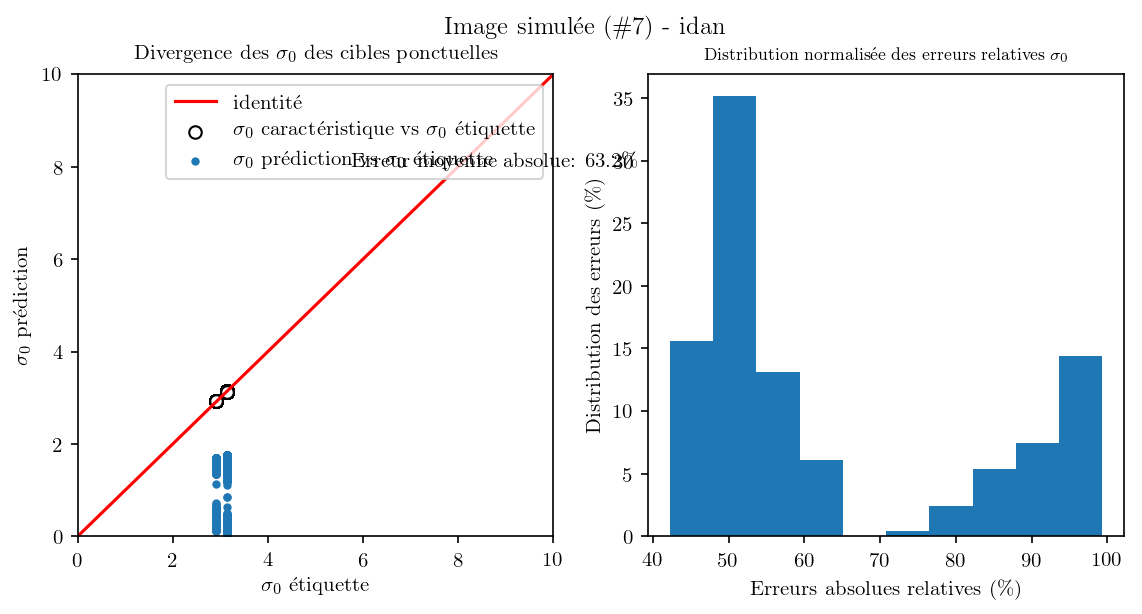 Image simulée (#7) - idan
Divergence des σ0 des cibles ponctuelles
identité
σ0 caractéristique vs σ0 étiquette
σ0 prédiction vs σ0 étiquette
Erreur moyenne absolue: 63.2%
10
8
6
4
2
0
σ0 prédiction
0 2 4 6 8 10
σ0 étiquette
Distribution normalisée des erreurs relatives σ0
35
30
25
20
15
10
5
0
Distribution des erreurs (%)
40 50 60 70 80 90 100
Erreurs absolues relatives (%)